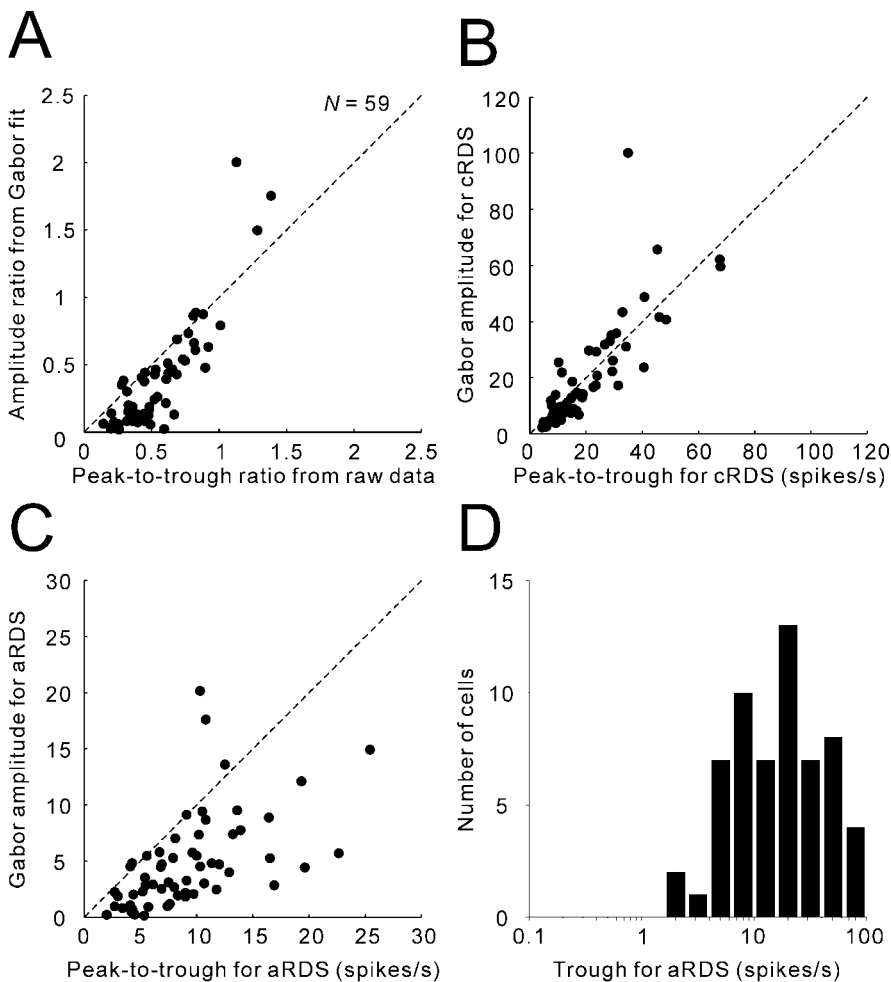 A
N = 59
Amplitude ratio from Gabor fit
2.5
2
1.5
1
0.5
0
0 0.5 1 1.5 2 2.5
Peak-to-trough ratio from raw data
B
Gabor amplitude for cRDS
120
100
80
60
40
20
0
0 20 40 60 80 100 120
Peak-to-trough for cRDS (spikes/s)
C
Gabor amplitude for aRDS
30
25
20
15
10
5
0
0 5 10 15 20 25 30
Peak-to-trough for aRDS (spikes/s)
D
Number of cells
15
10
5
0
0.1 1 10 100
Trough for aRDS (spikes/s)